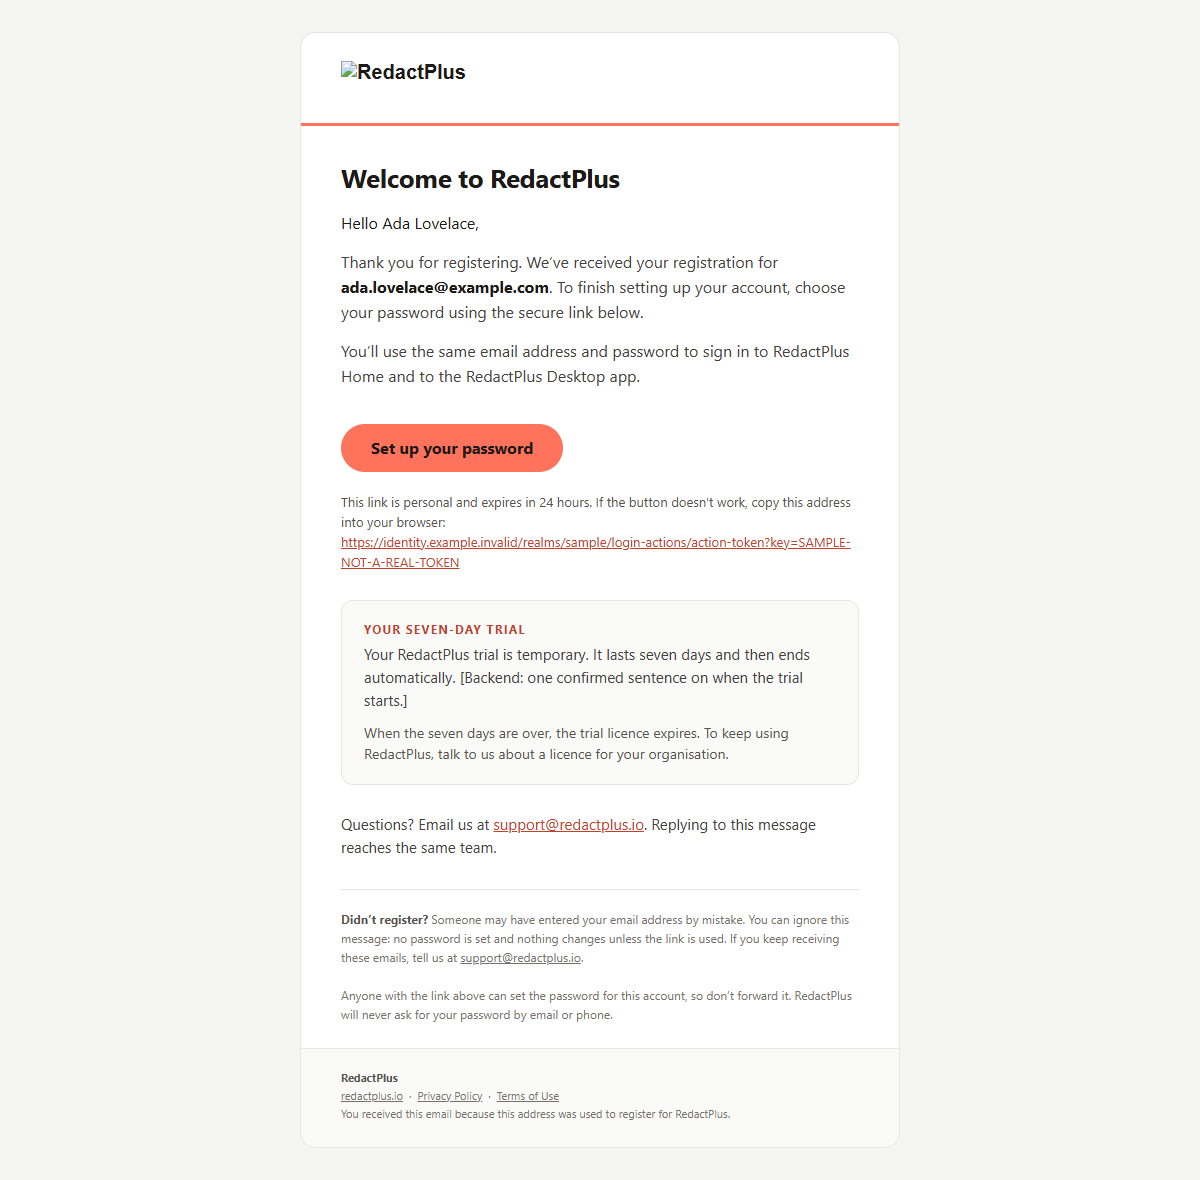 RedactPlus
Welcome to RedactPlus
Hello Ada Lovelace,
Thank you for registering. We’ve received your registration for
ada.lovelace@example.com. To finish setting up your account, choose
your password using the secure link below.
You’ll use the same email address and password to sign in to RedactPlus
Home and to the RedactPlus Desktop app.
Set up your password
This link is personal and expires in 24 hours. If the button doesn’t work, copy this address
into your browser:
https://identity.example.invalid/realms/sample/login-actions/action-token?key=SAMPLE-
NOT-A-REAL-TOKEN
YOUR SEVEN-DAY TRIAL
Your RedactPlus trial is temporary. It lasts seven days and then ends
automatically. [Backend: one confirmed sentence on when the trial
starts.]
When the seven days are over, the trial licence expires. To keep using
RedactPlus, talk to us about a licence for your organisation.
Questions? Email us at support@redactplus.io. Replying to this message
reaches the same team.
Didn’t register? Someone may have entered your email address by mistake. You can ignore this
message: no password is set and nothing changes unless the link is used. If you keep receiving
these emails, tell us at support@redactplus.io.
Anyone with the link above can set the password for this account, so don’t forward it. RedactPlus
will never ask for your password by email or phone.
RedactPlus
redactplus.io · Privacy Policy · Terms of Use
You received this email because this address was used to register for RedactPlus.